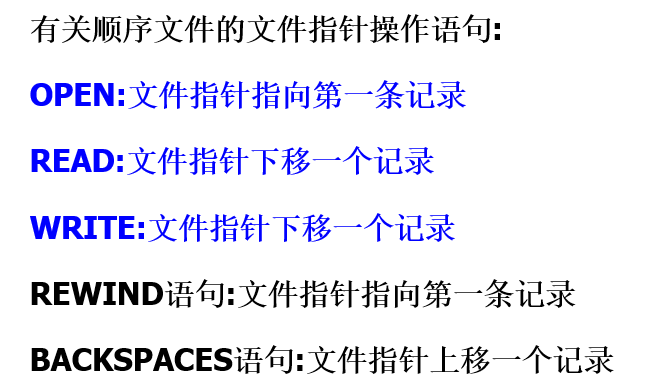 有关顺序文件的文件指针操作语句:
OPEN:文件指针指向第一条记录
READ:文件指针下移一个记录
WRITE:文件指针下移一个记录
REWIND语句:文件指针指向第一条记录
BACKSPACES语句:文件指针上移一个记录